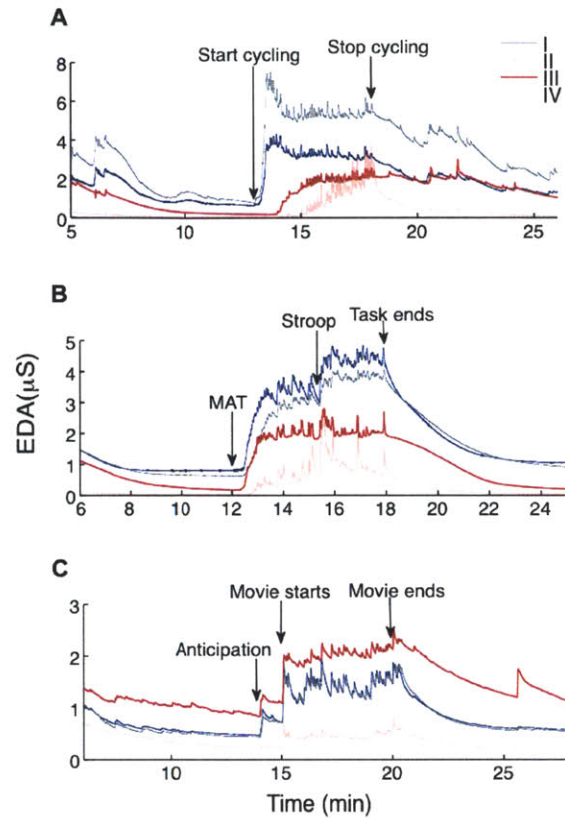 A
Start cycling
Stop cycling
I
II
III
IV
8
6
4
2
0
5
10
15
20
25
B
Stroop
Task ends
MAT
5
4
3
2
1
0
6
8
10
12
14
16
18
20
22
24
EDA(μS)
C
Movie starts
Movie ends
Anticipation
3
2
1
0
10
15
20
25
Time (min)